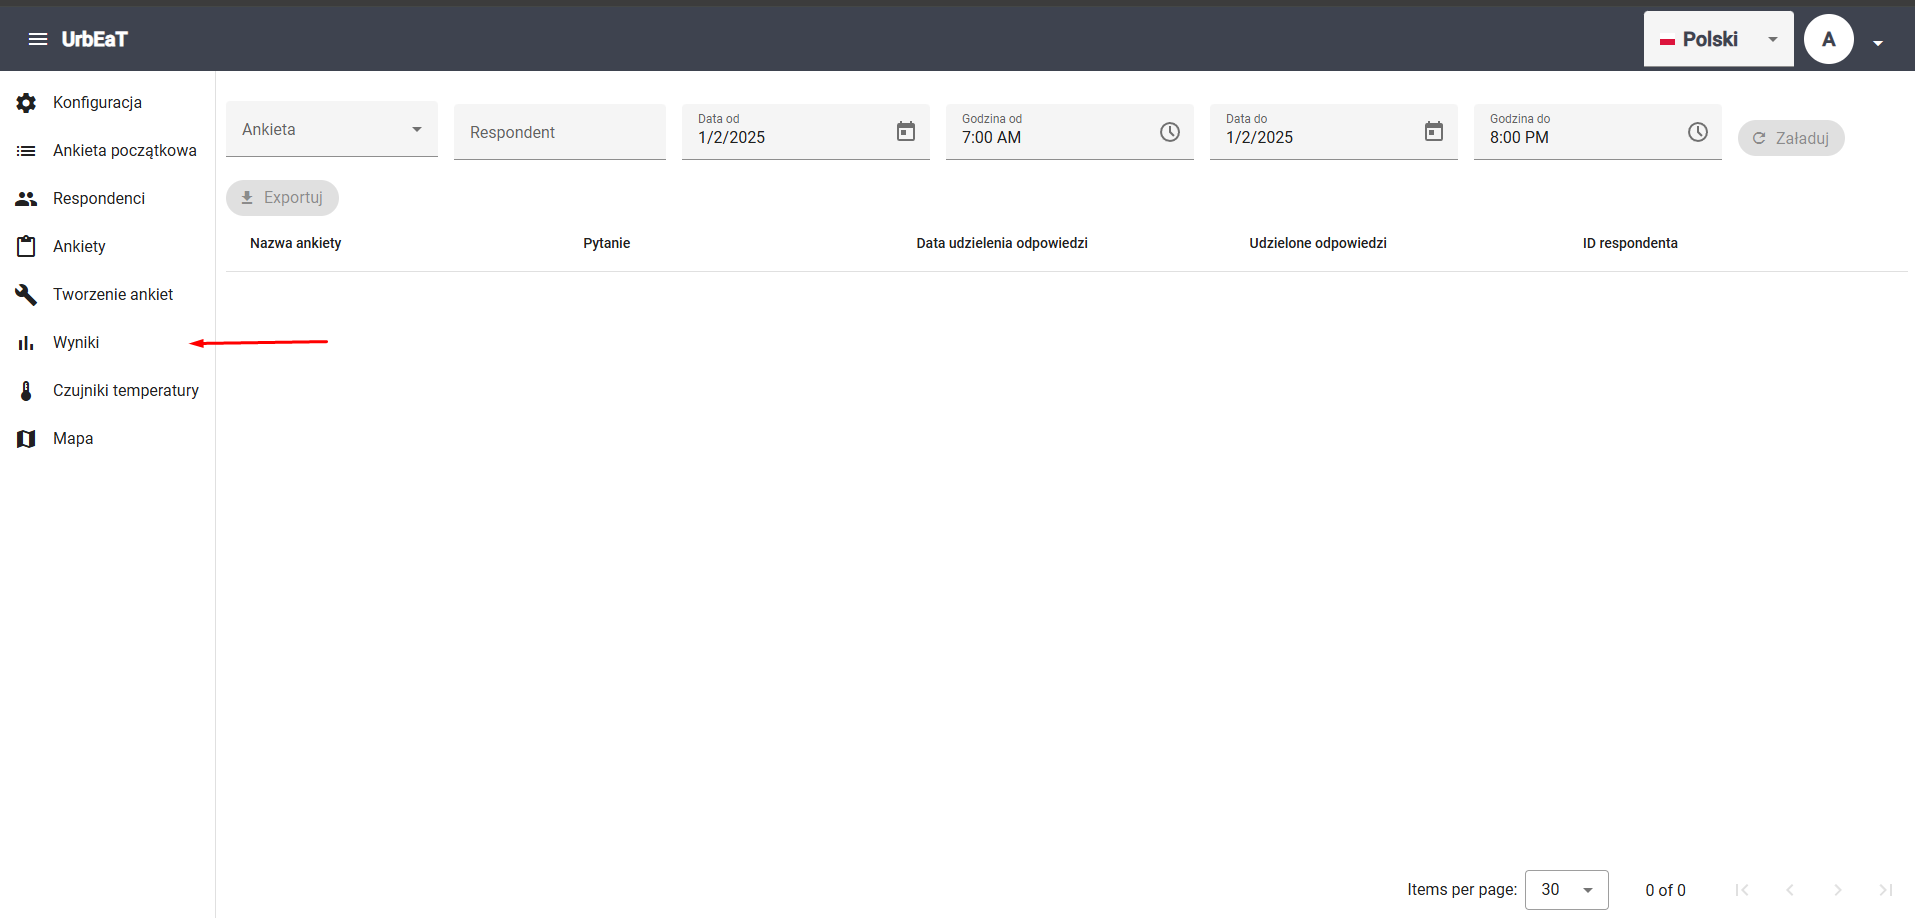 UrbEaT
Polski
A
Konfiguracja
Ankieta początkowa
Respondenci
Ankiety
Tworzenie ankiet
Wyniki
Czujniki temperatury
Mapa
Ankieta
Respondent
Data od
1/2/2025
Godzina od
7:00 AM
Data do
1/2/2025
Godzina do
8:00 PM
Załaduj
Exportuj
Nazwa ankiety Pytanie Data udzielenia odpowiedzi Udzielone odpowiedzi ID respondenta
Items per page: 30 0 of 0